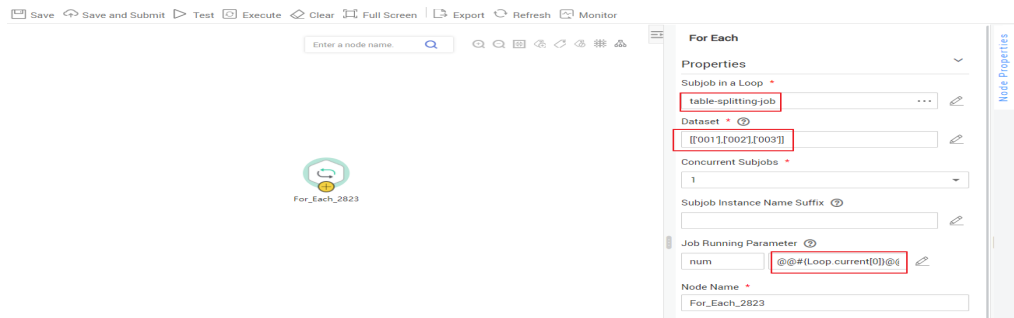 Save Save and Submit Test Execute Clear Full Screen Export Refresh Monitor
Enter a node name.
For_Each_2823
For Each
Properties
Subjob in a Loop *
table-splitting-job ...
Dataset * ?
[['001'],['002'],['003']]
Concurrent Subjobs *
1
Subjob Instance Name Suffix ?
Job Running Parameter ?
num @@#{Loop.current[0]}@@
Node Name *
For_Each_2823
Node Properties